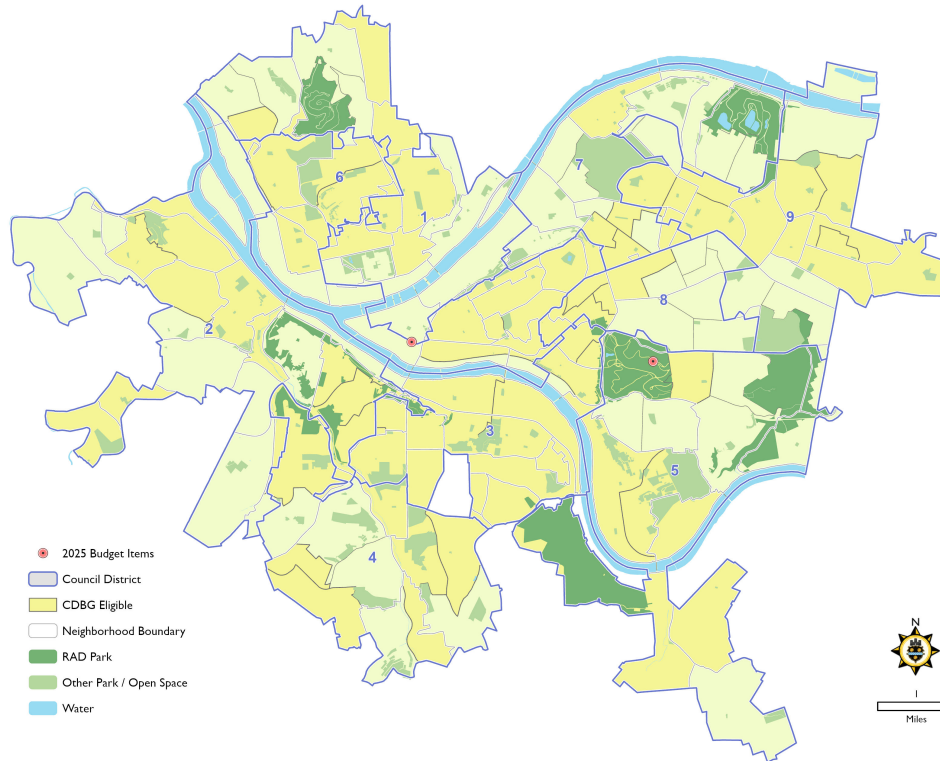 6
7
1
9
8
2
3
5
4
2025 Budget Items
Council District
CDBG Eligible
Neighborhood Boundary
RAD Park
Other Park / Open Space
Water
N
1
Miles